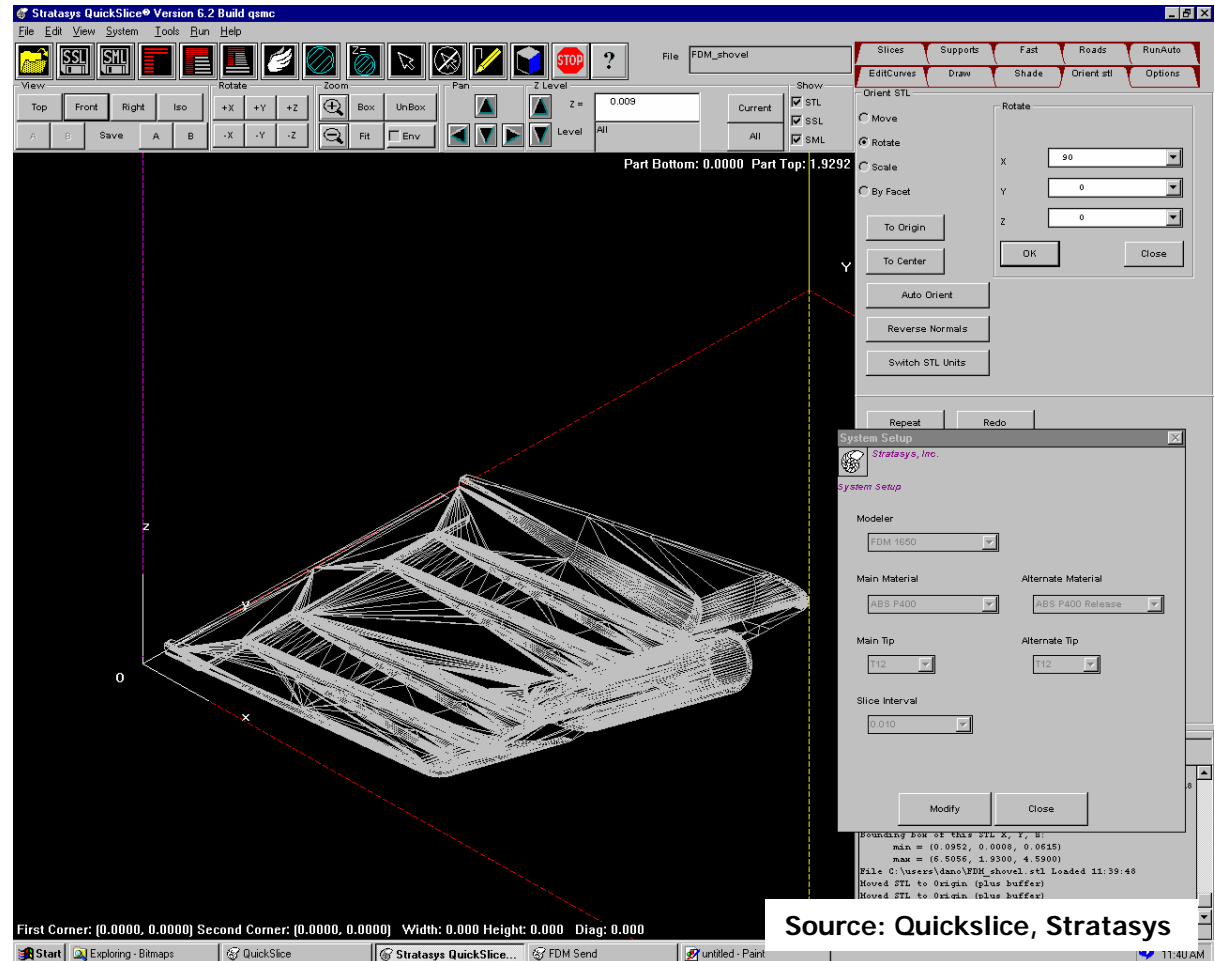 Stratasys QuickSlice® Version 6.2 Build qsmc
File Edit View System Tools Run Help
SSL SML Z= STOP ? File FDM_shovel
Slices Supports Fast Roads RunAuto
EditCurves Draw Shade Orient stl Options
View Rotate Zoom Pan Z Level Show
Top Front Right Iso +X +Y +Z Box UnBox Z = 0.009 Current STL
SSL
A B Save A B -X -Y -Z Fit Env Level All All SML
Part Bottom: 0.0000 Part Top: 1.9292
Orient STL
Move
Rotate
Scale
By Facet
Rotate
X 90
Y 0
Z 0
OK Close
To Origin
To Center
Auto Orient
Reverse Normals
Switch STL Units
Repeat Redo
Y
z
y
0
x
System Setup
Stratasys, Inc.
System Setup
Modeler
FDM 1650
Main Material Alternate Material
ABS P400 ABS P400 Release
Main Tip Alternate Tip
T12 T12
Slice Interval
0.010
Modify Close
Bounding box of this STL X, Y, Z:
min = (0.0952, 0.0008, 0.0615)
max = (6.5056, 1.9300, 4.5900)
File C:\users\dano\FDM_shovel.stl Loaded 11:39:48
Moved STL to Origin (plus buffer)
Moved STL to Origin (plus buffer)
First Corner: (0.0000, 0.0000) Second Corner: (0.0000, 0.0000) Width: 0.000 Height: 0.000 Diag: 0.000
Source: Quickslice, Stratasys
Start Exploring - Bitmaps QuickSlice Stratasys QuickSlice... FDM Send untitled - Paint 11:40 AM